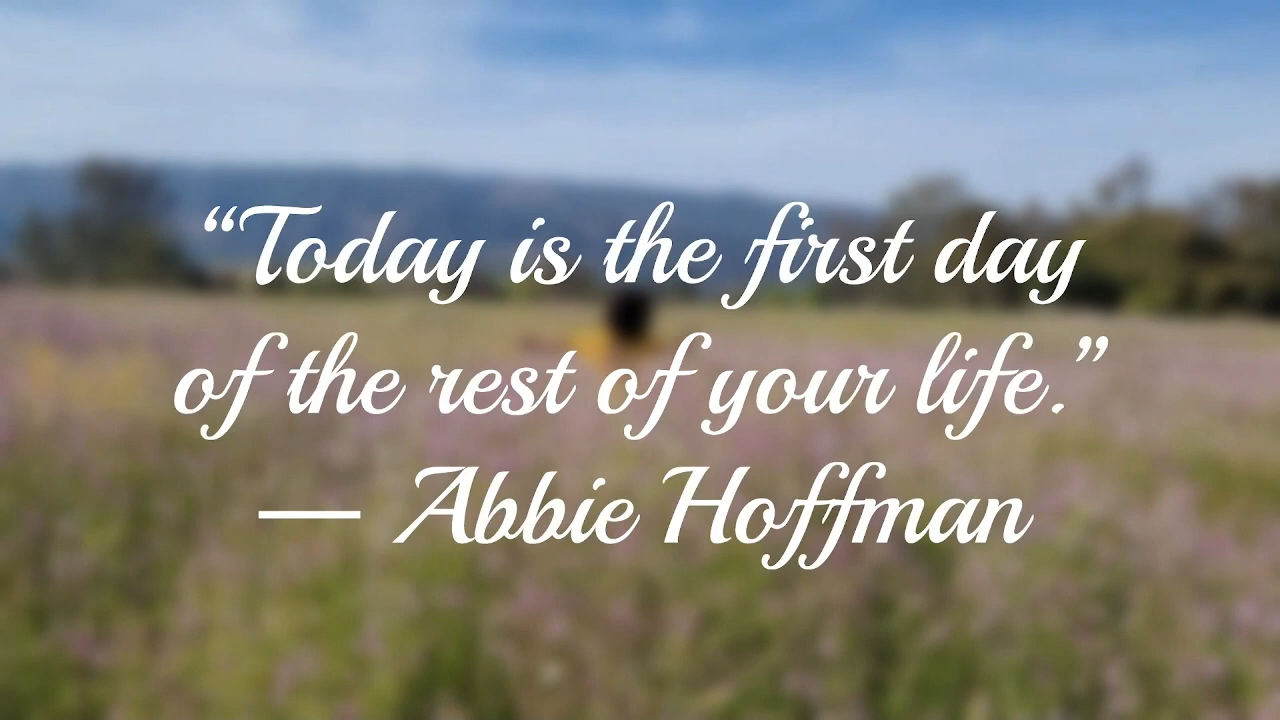 “Today is the first day
of the rest of your life.”
— Abbie Hoffman